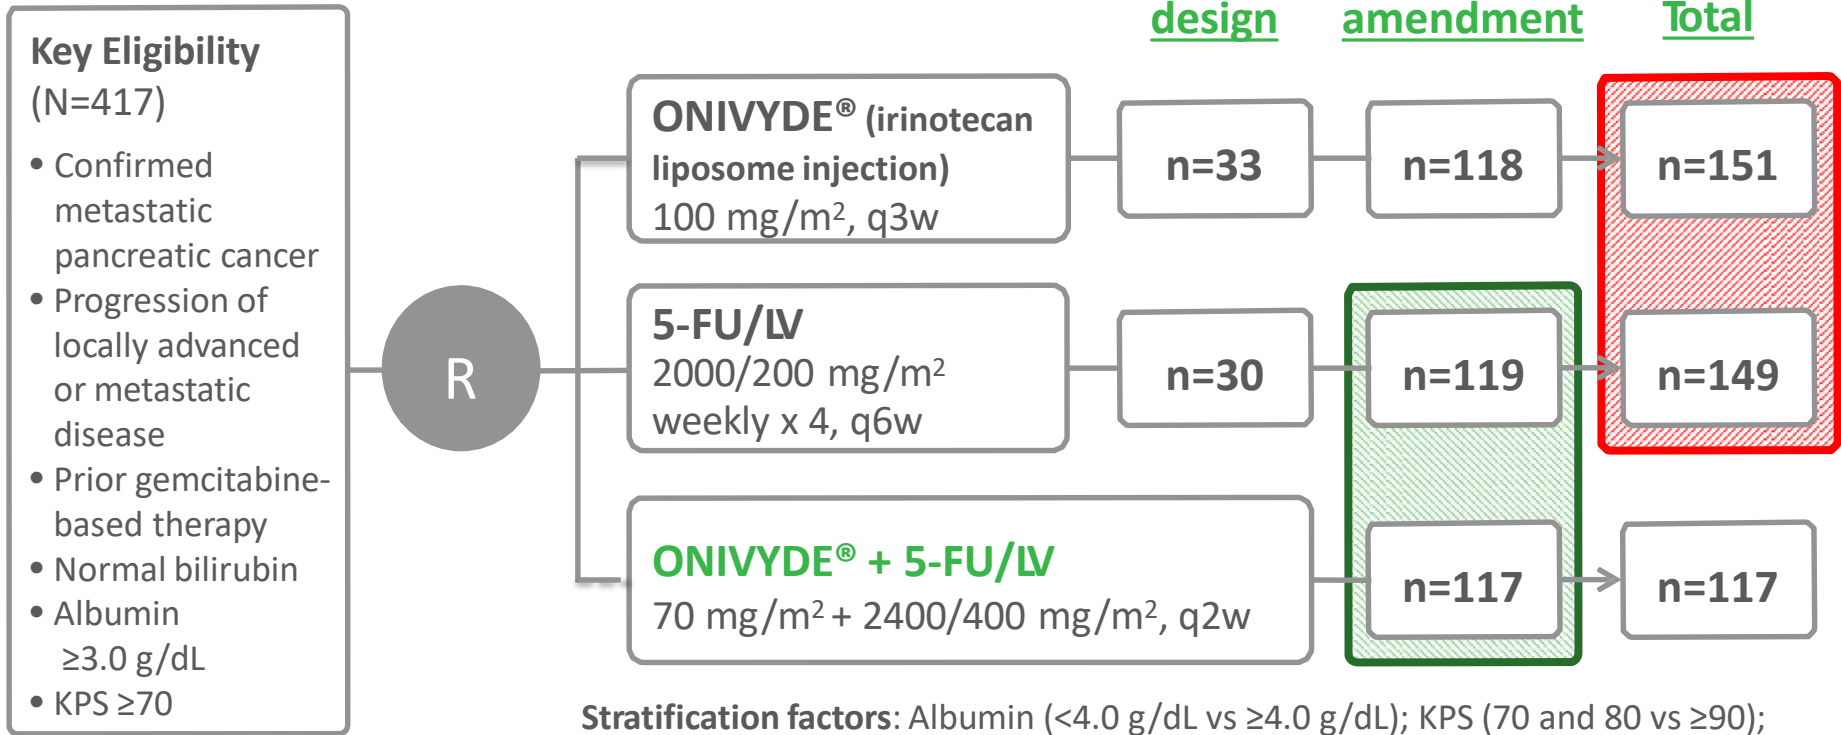 design amendment Total
Key Eligibility
(N=417)
• Confirmed
metastatic
pancreatic cancer
• Progression of
locally advanced
or metastatic
disease
• Prior gemcitabine-
based therapy
• Normal bilirubin
• Albumin
≥3.0 g/dL
• KPS ≥70
R
ONIVYDE® (irinotecan
liposome injection)
100 mg/m², q3w
n=33
n=118
n=151
5-FU/LV
2000/200 mg/m²
weekly x 4, q6w
n=30
n=119
n=149
ONIVYDE® + 5-FU/LV
70 mg/m² + 2400/400 mg/m², q2w
n=117
n=117
Stratification factors: Albumin (<4.0 g/dL vs ≥4.0 g/dL); KPS (70 and 80 vs ≥90);